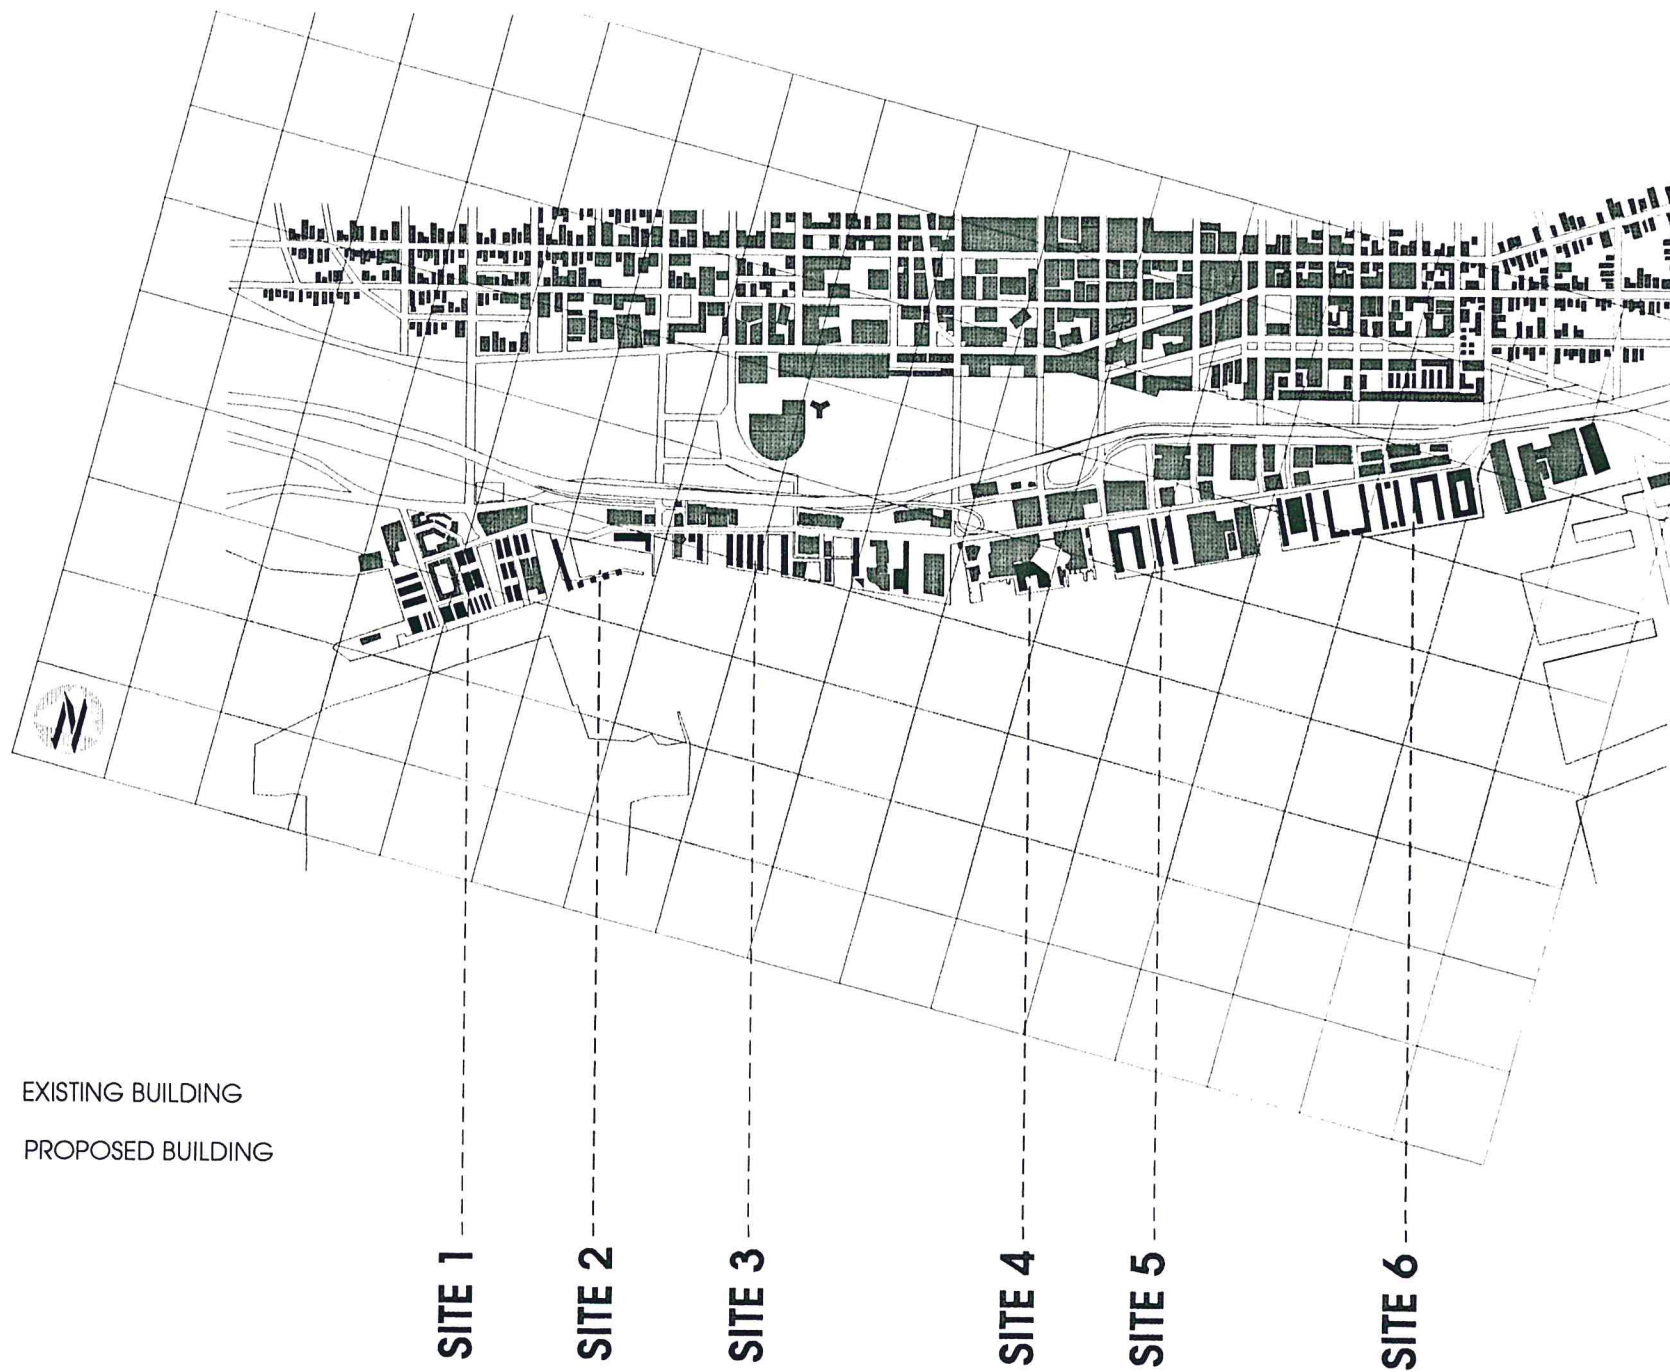 N
EXISTING BUILDING
PROPOSED BUILDING
SITE 1
SITE 2
SITE 3
SITE 4
SITE 5
SITE 6